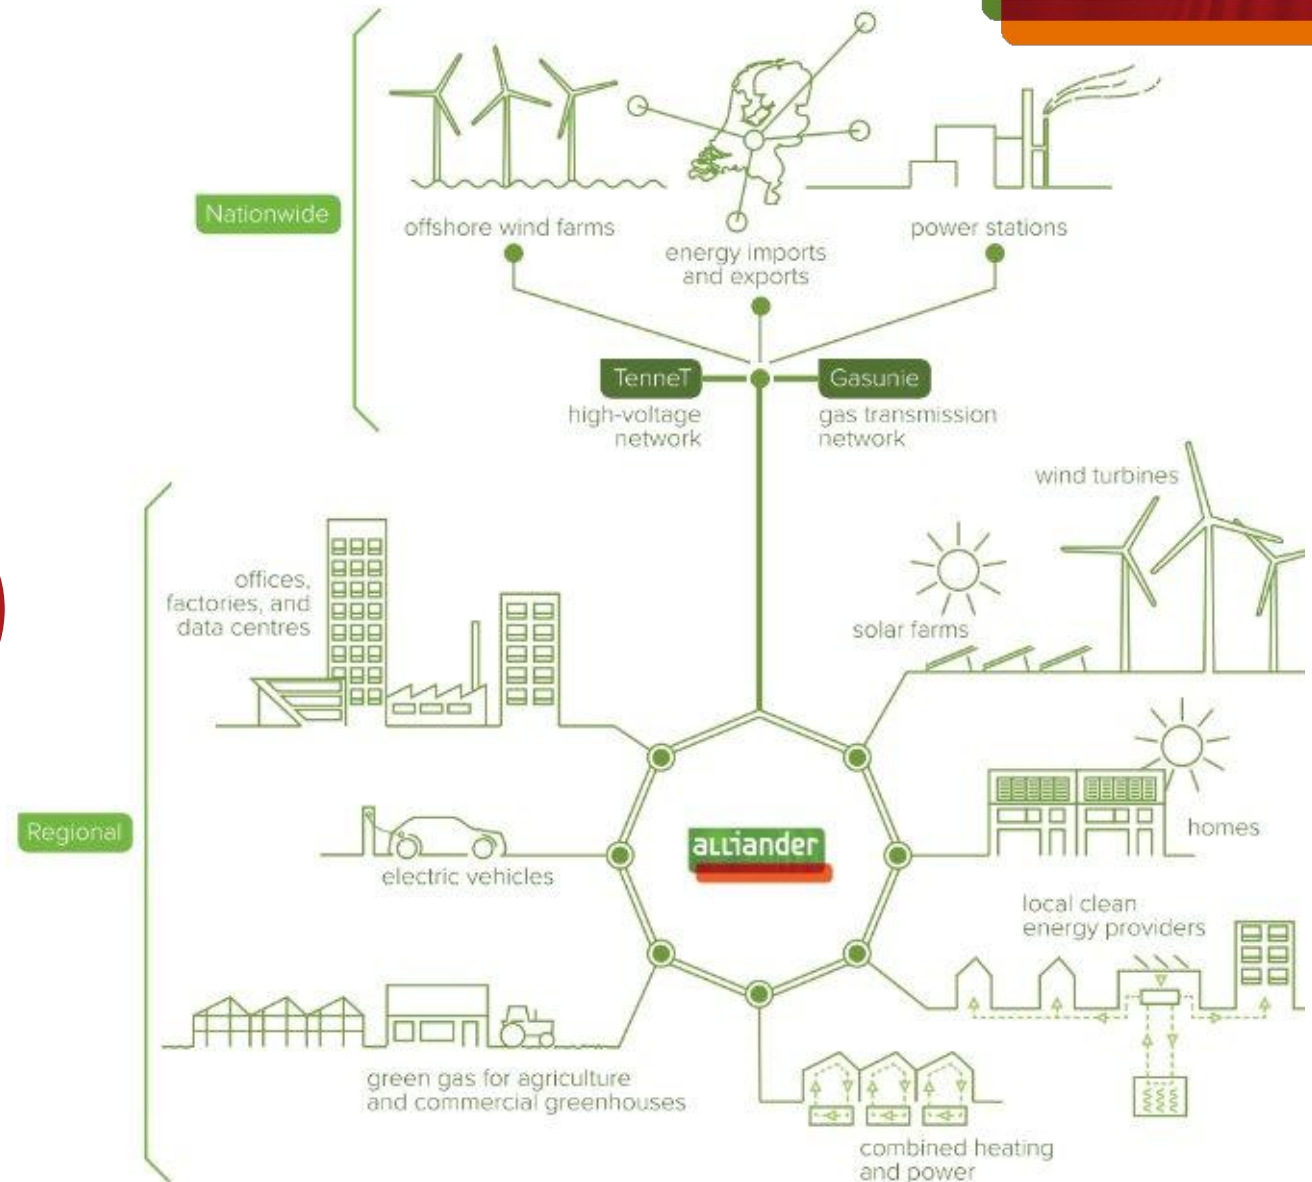 Nationwide
offshore wind farms
energy imports
and exports
power stations
TenneT
high-voltage
network
Gasunie
gas transmission
network
Regional
offices,
factories, and
data centres
wind turbines
solar farms
electric vehicles
alliander
homes
local clean
energy providers
green gas for agriculture
and commercial greenhouses
combined heating
and power